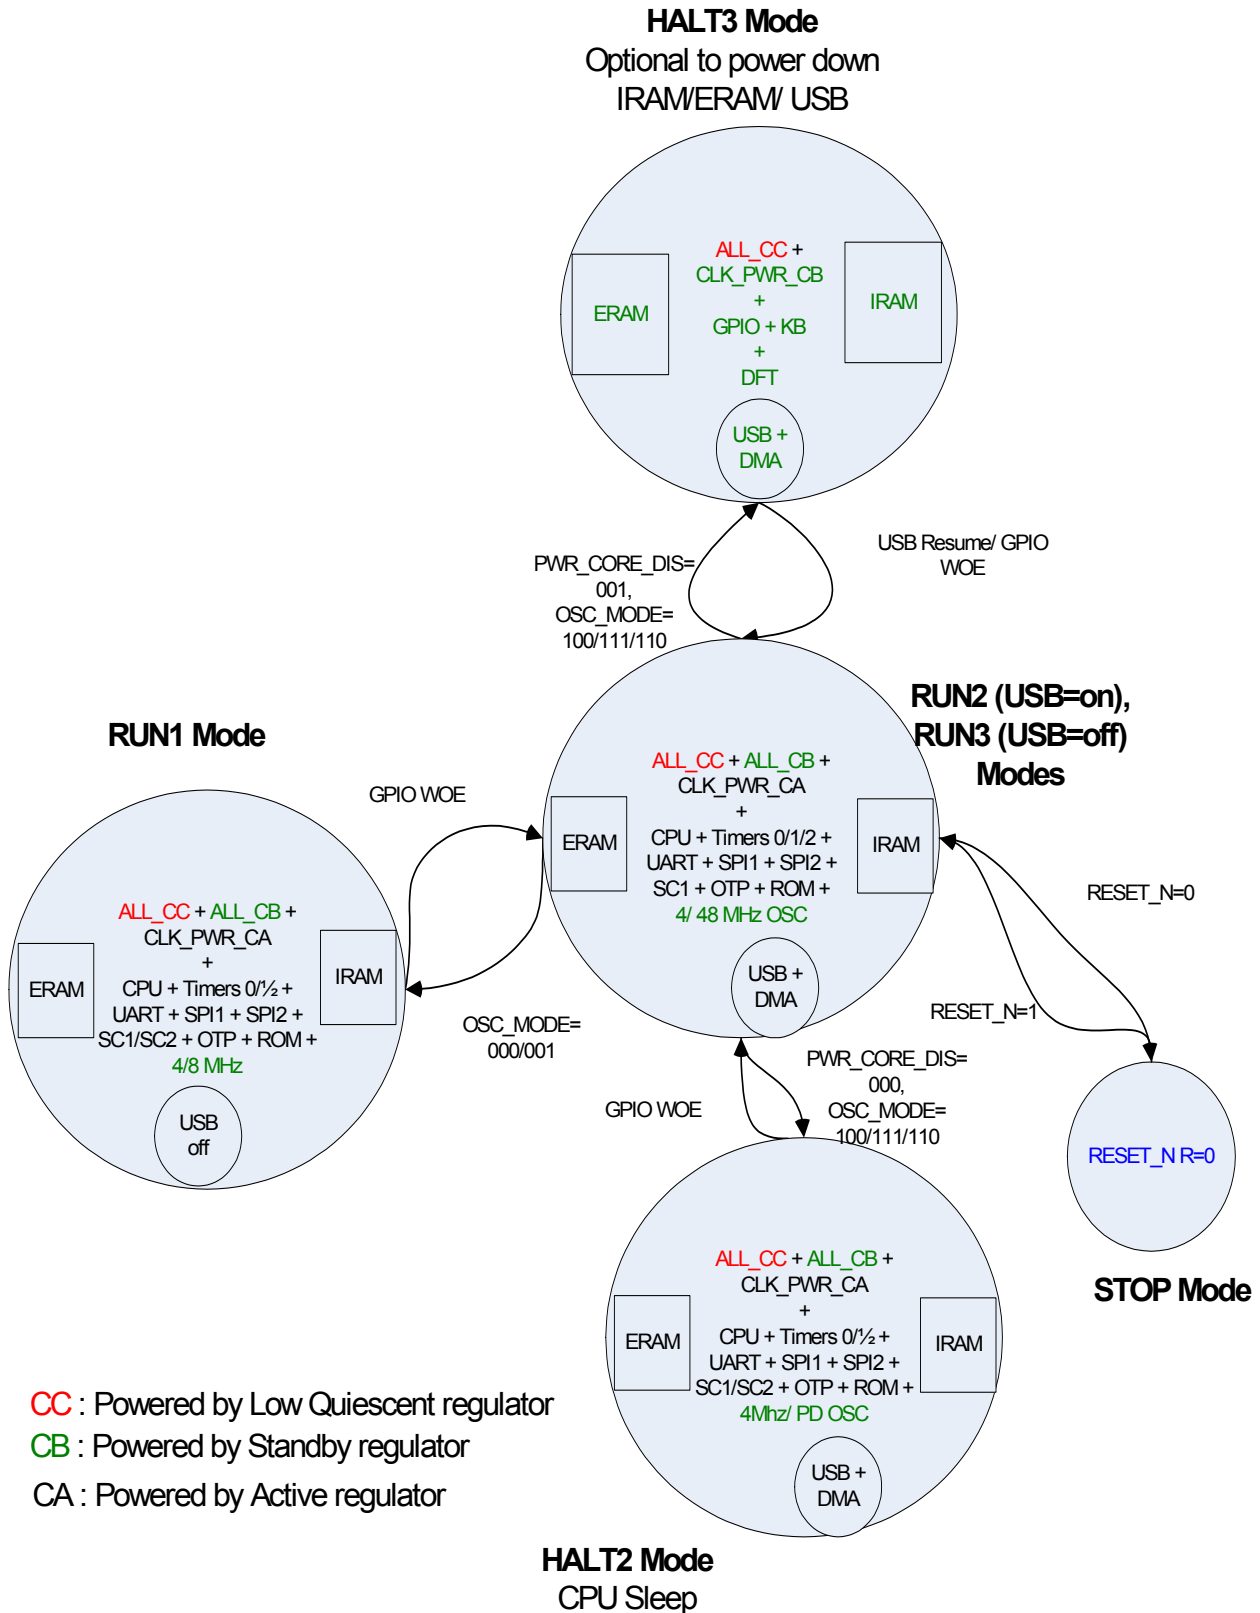 HALT3 Mode
Optional to power down
IRAM/ERAM/ USB
ALL_CC +
CLK_PWR_CB
+
GPIO + KB
+
DFT
ERAM
IRAM
USB +
DMA
PWR_CORE_DIS=
001,
OSC_MODE=
100/111/110
USB Resume/ GPIO
WOE
RUN2 (USB=on),
RUN3 (USB=off)
Modes
ALL_CC + ALL_CB +
CLK_PWR_CA
+
CPU + Timers 0/1/2 +
UART + SPI1 + SPI2 +
SC1 + OTP + ROM +
4/ 48 MHz OSC
ERAM
IRAM
USB +
DMA
RUN1 Mode
GPIO WOE
ALL_CC + ALL_CB +
CLK_PWR_CA
+
CPU + Timers 0/½ +
UART + SPI1 + SPI2 +
SC1/SC2 + OTP + ROM +
4/8 MHz
ERAM
IRAM
USB
off
OSC_MODE=
000/001
RESET_N=0
RESET_N=1
RESET_N R=0
STOP Mode
GPIO WOE
PWR_CORE_DIS=
000,
OSC_MODE=
100/111/110
ALL_CC + ALL_CB +
CLK_PWR_CA
+
CPU + Timers 0/½ +
UART + SPI1 + SPI2 +
SC1/SC2 + OTP + ROM +
4Mhz/ PD OSC
ERAM
IRAM
USB +
DMA
HALT2 Mode
CPU Sleep
CC : Powered by Low Quiescent regulator
CB : Powered by Standby regulator
CA : Powered by Active regulator